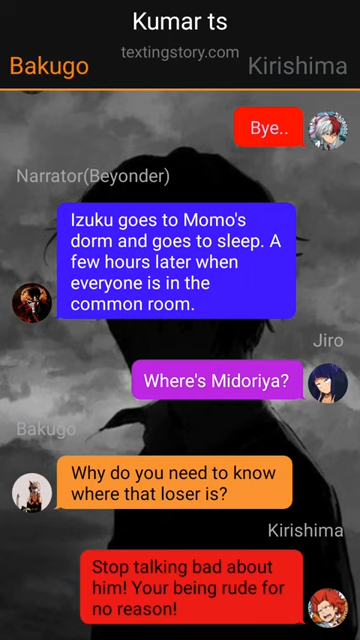 Kumar ts
textingstory.com
Bakugo
Kirishima
Bye..
Narrator(Beyonder)
Izuku goes to Momo's
dorm and goes to sleep. A
few hours later when
everyone is in the
common room.
Jiro
Where's Midoriya?
Bakugo
Why do you need to know
where that loser is?
Kirishima
Stop talking bad about
him! Your being rude for
no reason!